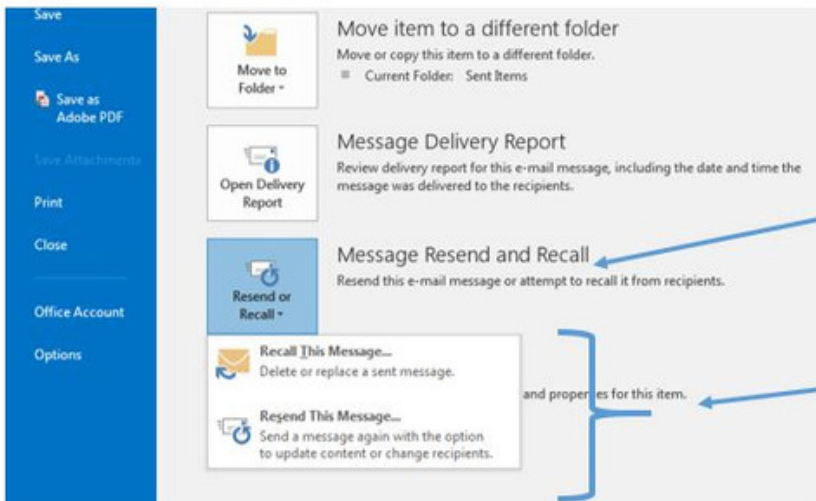 Save
Save As
Save as
Adobe PDF
Save Attachments
Print
Close
Office Account
Options
Move to
Folder
Move item to a different folder
Move or copy this item to a different folder.
Current Folder: Sent Items
Open Delivery
Report
Message Delivery Report
Review delivery report for this e-mail message, including the date and time the
message was delivered to the recipients.
Resend or
Recall
Message Resend and Recall
Resend this e-mail message or attempt to recall it from recipients.
Recall This Message...
Delete or replace a sent message.
Resend This Message...
Send a message again with the option
to update content or change recipients.
and properties for this item.